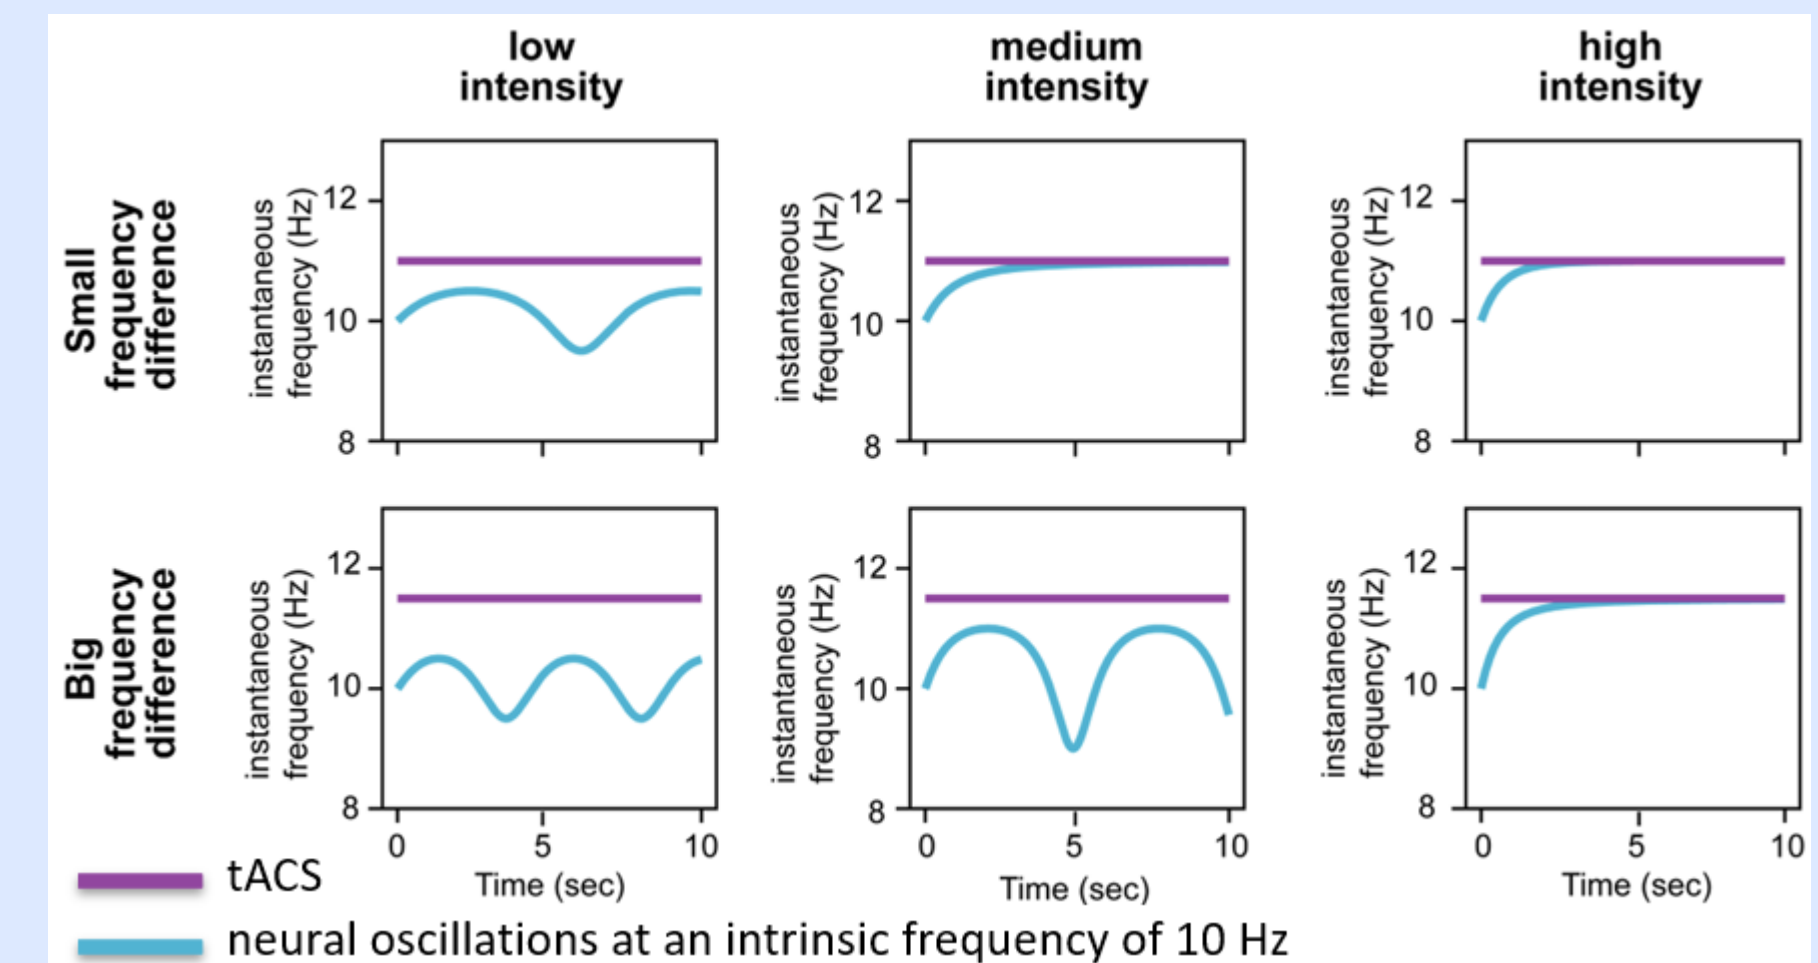 low
intensity
medium
intensity
high
intensity
Small
frequency
difference
instantaneous
frequency (Hz)
12
10
8
instantaneous
frequency (Hz)
12
10
8
instantaneous
frequency (Hz)
12
10
8
Big
frequency
difference
instantaneous
frequency (Hz)
12
10
8
0 5 10
Time (sec)
instantaneous
frequency (Hz)
12
10
8
0 5 10
Time (sec)
instantaneous
frequency (Hz)
12
10
8
0 5 10
Time (sec)
tACS
neural oscillations at an intrinsic frequency of 10 Hz